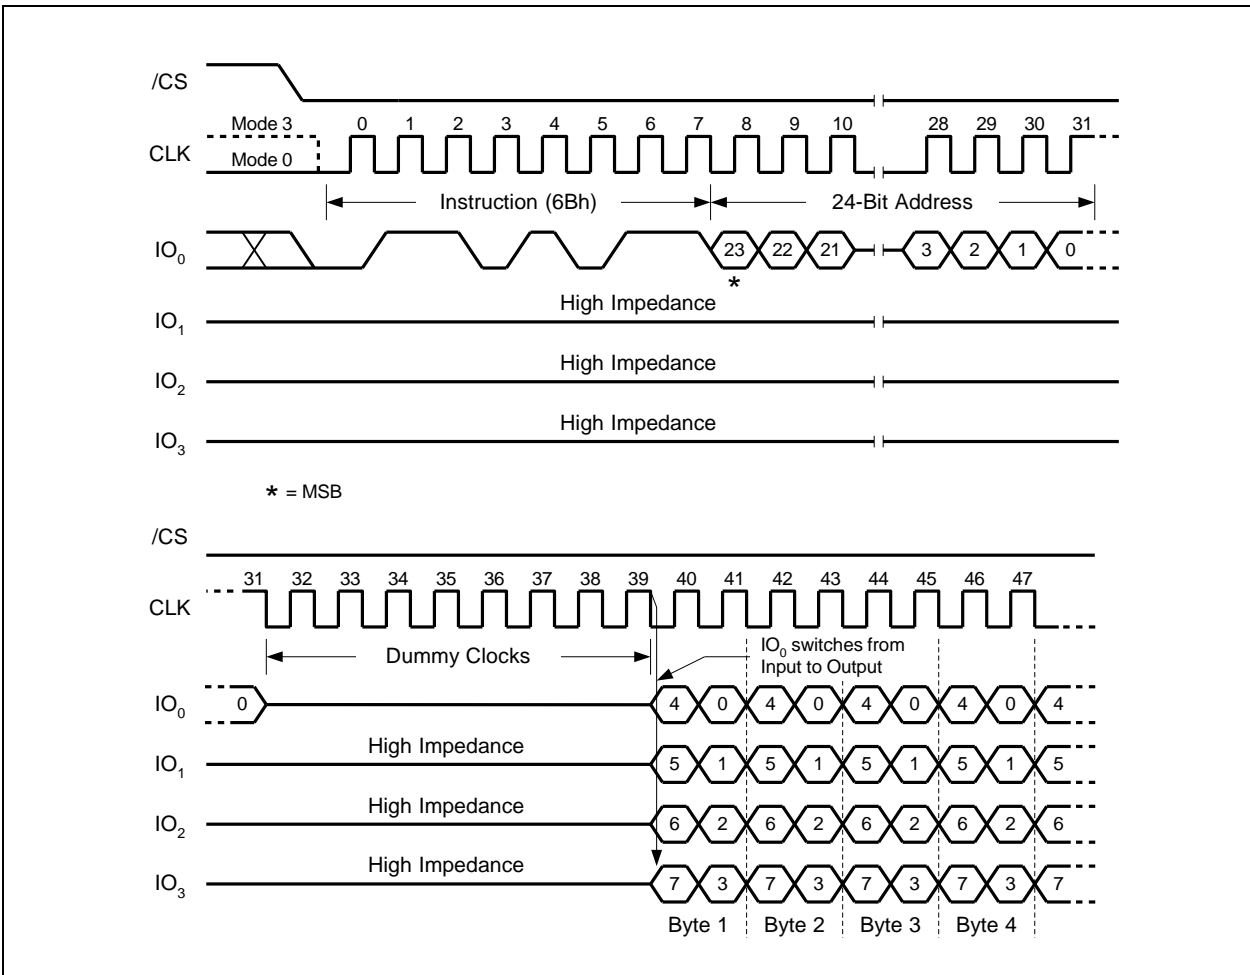 /CS
Mode 3 0 1 2 3 4 5 6 7 8 9 10 28 29 30 31
CLK
Mode 0
Instruction (6Bh) 24-Bit Address
IO0 23 22 21 3 2 1 0
*
High Impedance
IO1
High Impedance
IO2
High Impedance
IO3
* = MSB
/CS
31 32 33 34 35 36 37 38 39 40 41 42 43 44 45 46 47
CLK
Dummy Clocks
IO0 switches from
Input to Output
IO0 0 4 0 4 0 4 0 4 0 4
High Impedance
IO1 5 1 5 1 5 1 5 1 5
High Impedance
IO2 6 2 6 2 6 2 6 2 6
High Impedance
IO3 7 3 7 3 7 3 7 3 7
Byte 1 Byte 2 Byte 3 Byte 4